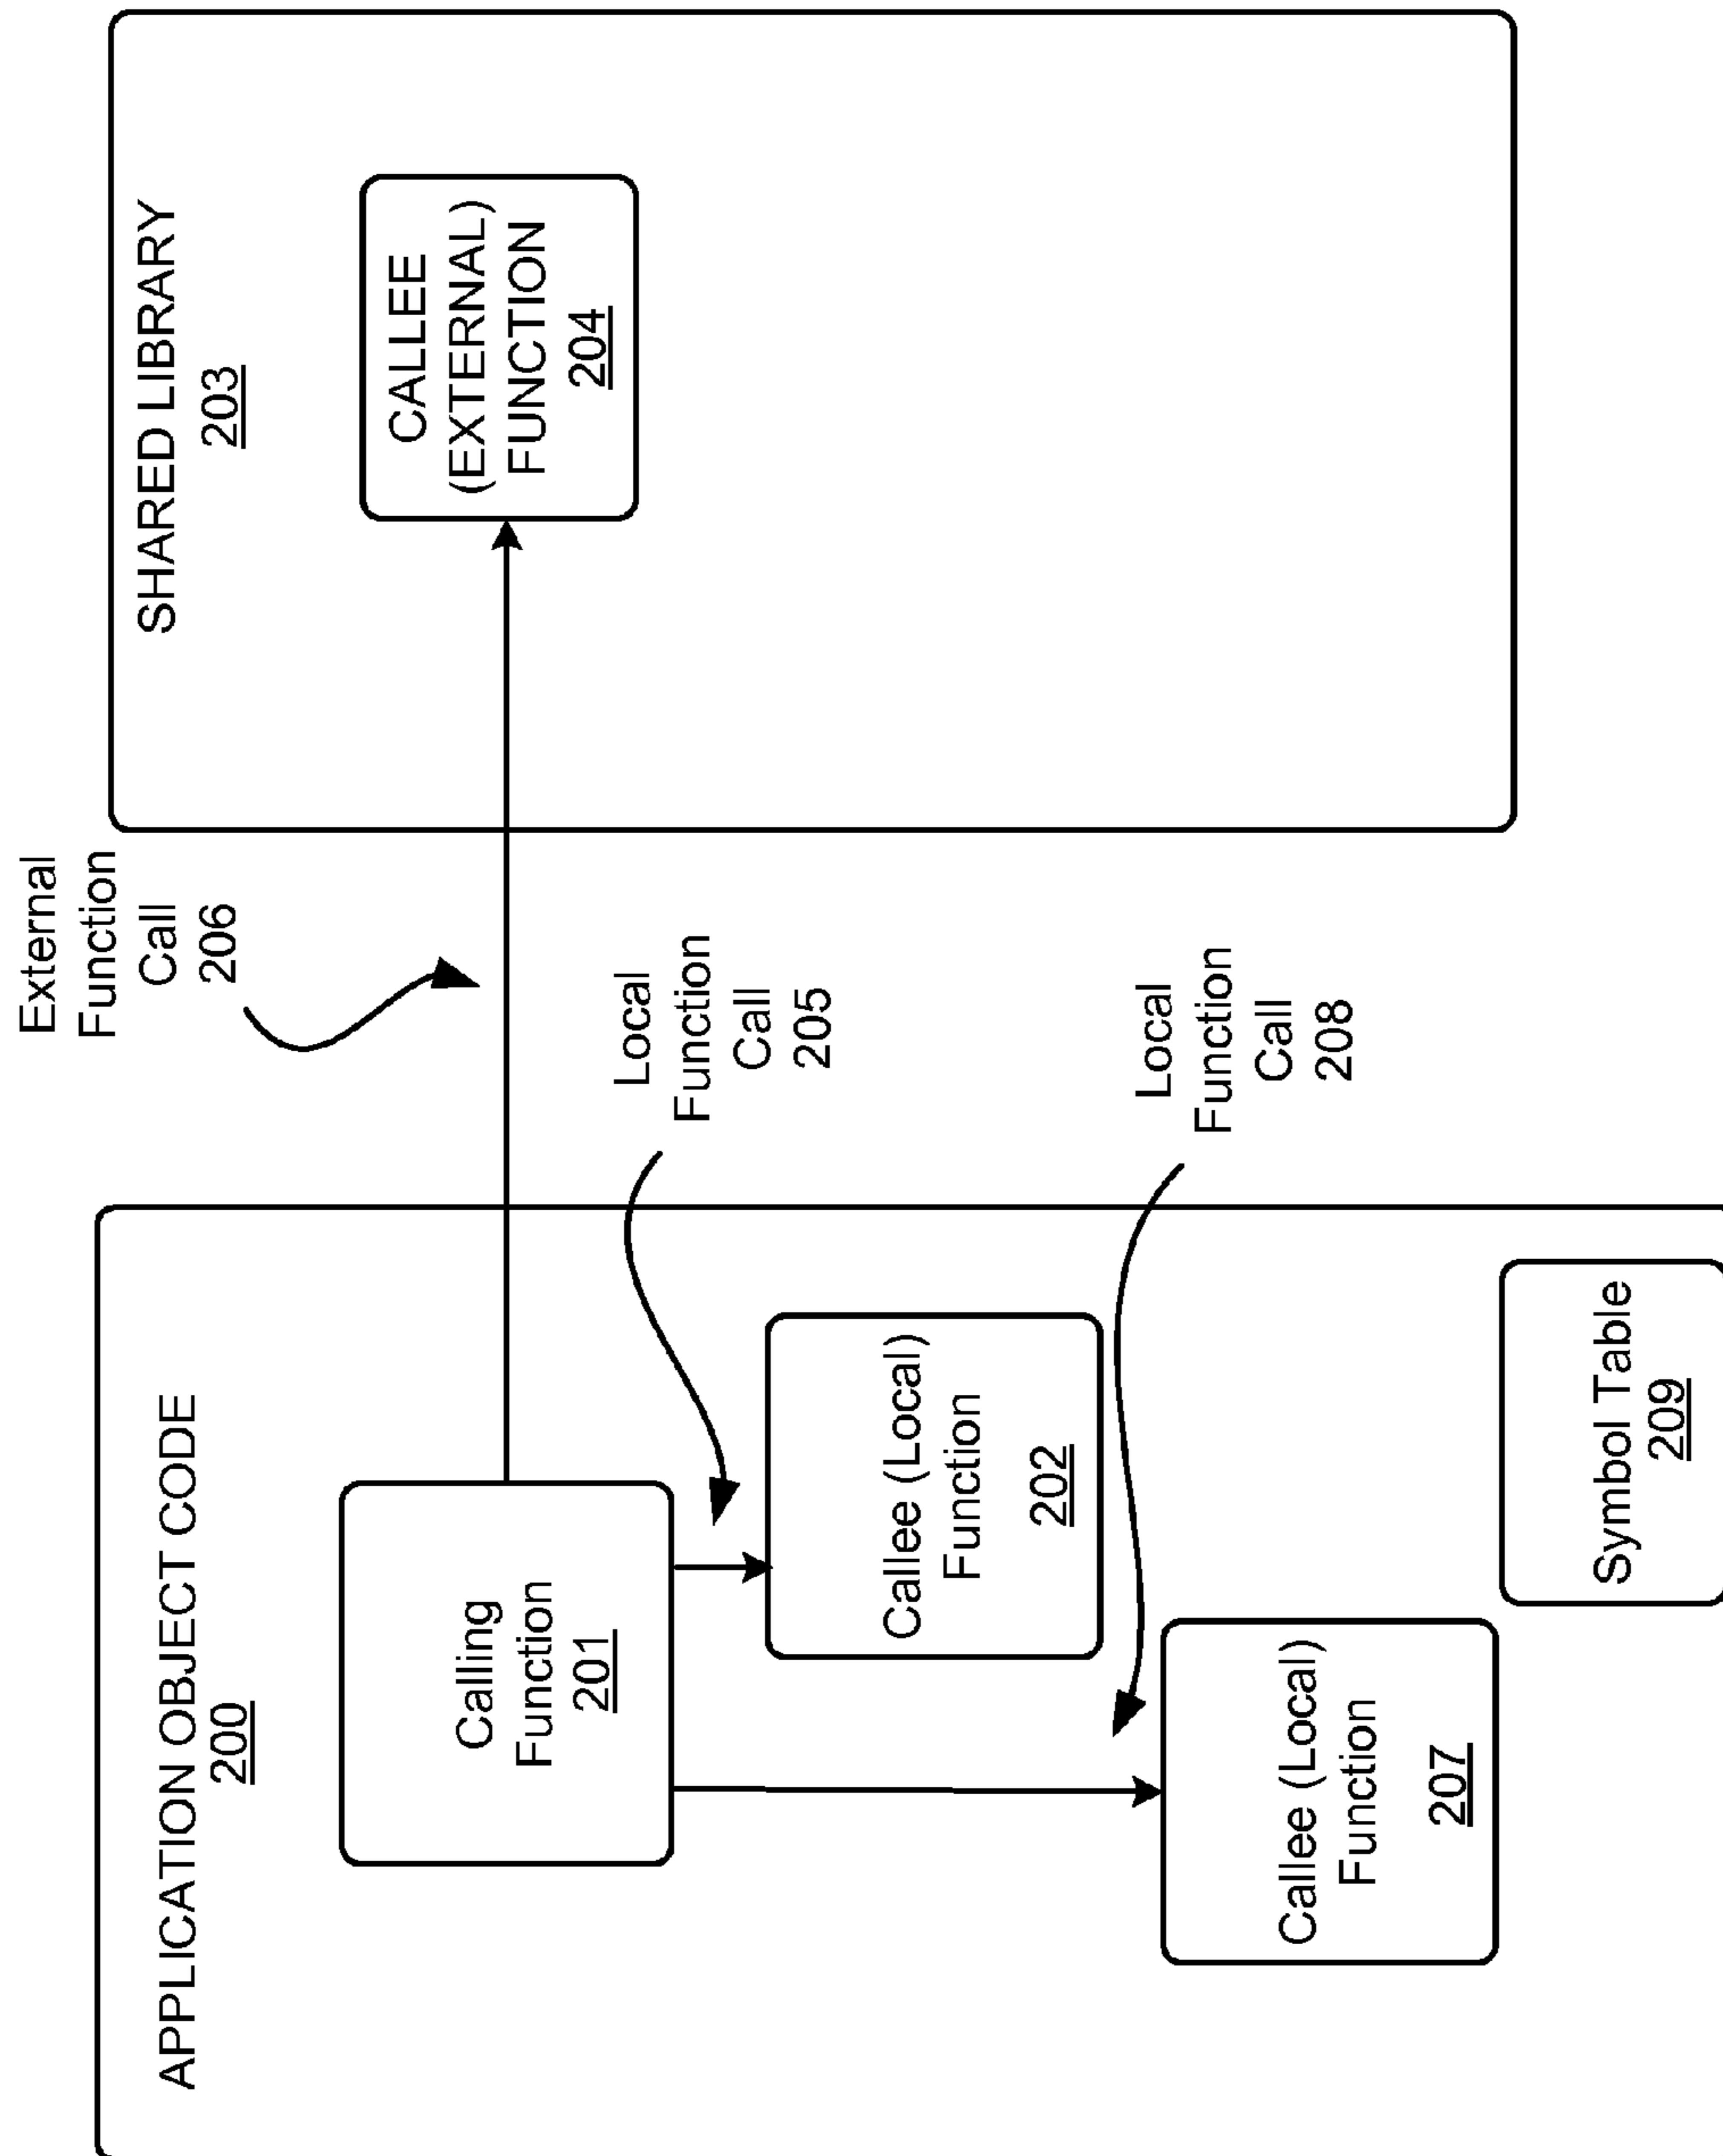 APPLICATION OBJECT CODE
200
Calling
Function
201
Callee (Local)
Function
202
Callee (Local)
Function
207
Symbol Table
209
External
Function
Call
206
Local
Function
Call
205
Local
Function
Call
208
SHARED LIBRARY
203
CALLEE
(EXTERNAL)
FUNCTION
204